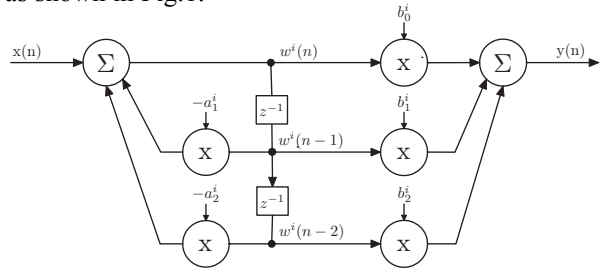 as shown in Fig.1.
x(n)
Σ
w^i(n)
b_0^i
X
Σ
y(n)
z^{-1}
-a_1^i
X
w^i(n-1)
b_1^i
X
z^{-1}
-a_2^i
X
w^i(n-2)
b_2^i
X